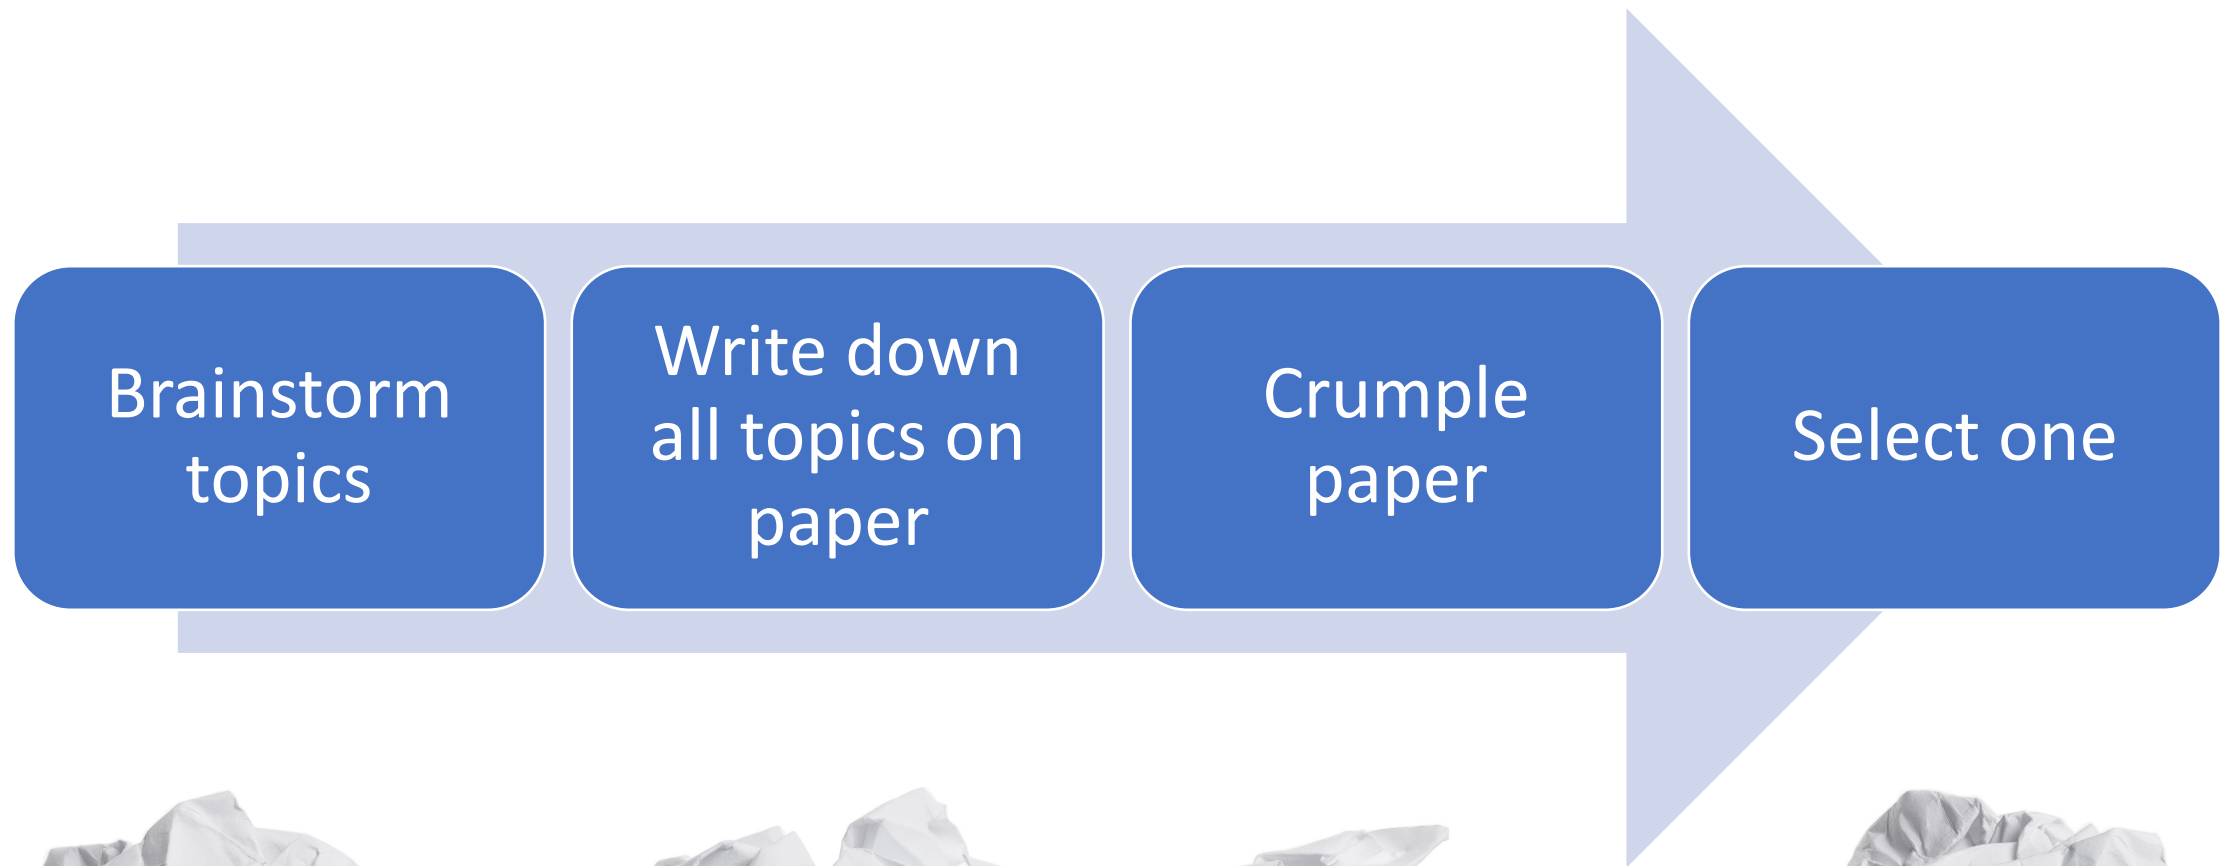 Brainstorm
topics
Write down
all topics on
paper
Crumple
paper
Select one